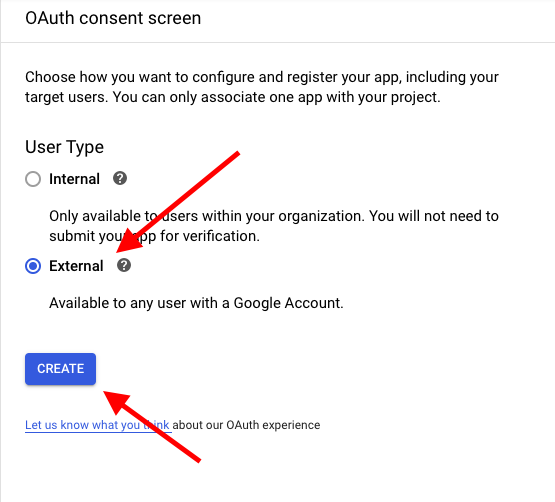 OAuth consent screen
Choose how you want to configure and register your app, including your
target users. You can only associate one app with your project.
User Type
Internal
Only available to users within your organization. You will not need to
submit your app for verification.
External
Available to any user with a Google Account.
CREATE
Let us know what you think about our OAuth experience